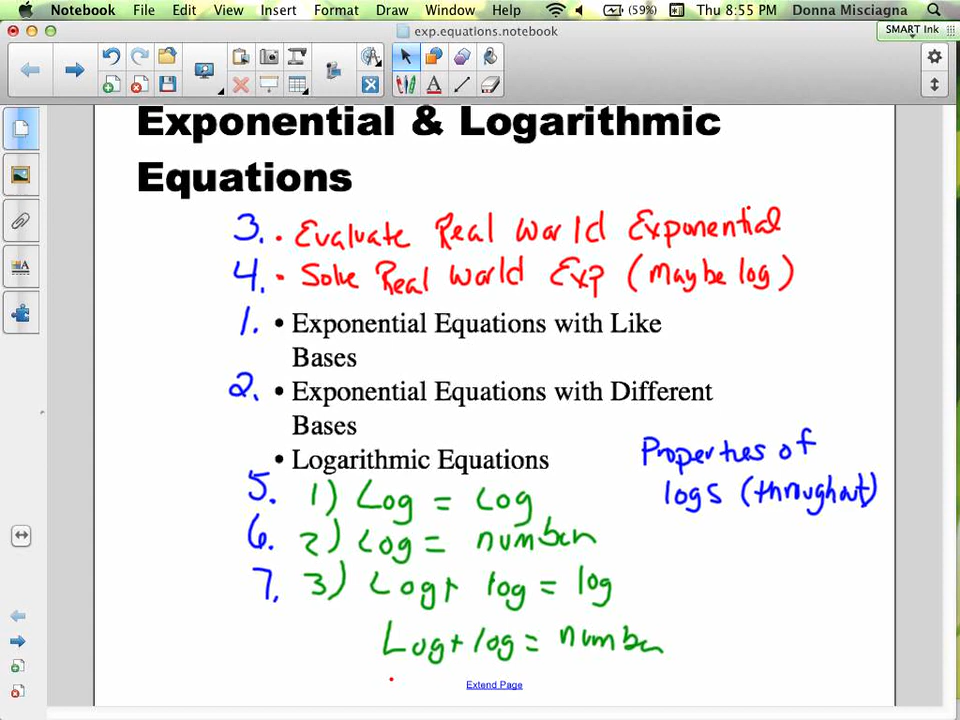 Notebook File Edit View Insert Format Draw Window Help (59%) Thu 8:55 PM Donna Misciagna
exp.equations.notebook
SMART Ink
Exponential & Logarithmic
Equations
3. • Evaluate Real World Exponential
4. • Solve Real World Exp (Maybe log)
1. • Exponential Equations with Like
Bases
2. • Exponential Equations with Different
Bases
• Logarithmic Equations
Properties of
logs (throughout)
5. 1) Log = Log
6. 2) Log = number
7. 3) Log + log = log
Log + log = number
Extend Page